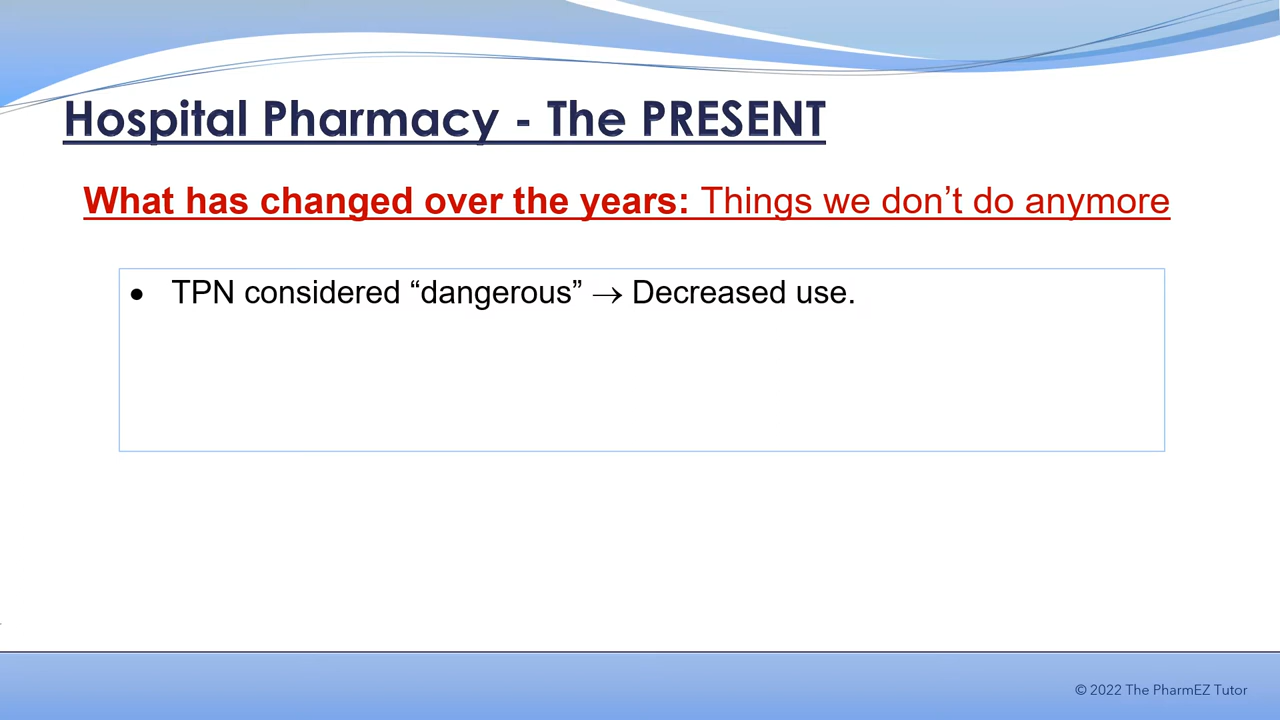 Hospital Pharmacy - The PRESENT
What has changed over the years: Things we don’t do anymore
• TPN considered “dangerous” → Decreased use.
© 2022 The PharmEZ Tutor